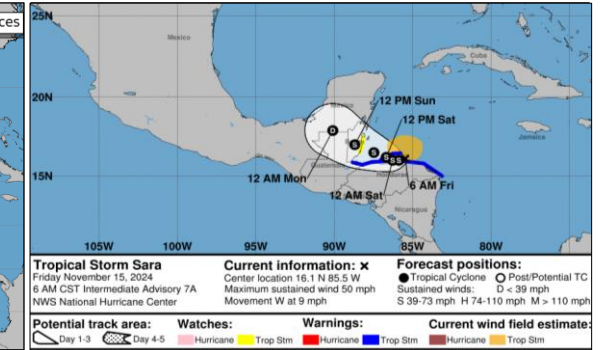 ces
25N
Mexico
Cuba
20N
12 PM Sun
12 PM Sat
Jamaica
D
S
S
S
S
S
15N
12 AM Mon
12 AM Sat
6 AM Fri
Nicaragua
105W 100W 95W 90W 85W 80W
Tropical Storm Sara
Friday November 15, 2024
6 AM CST Intermediate Advisory 7A
NWS National Hurricane Center
Current information: x
Center location 16.1 N 85.5 W
Maximum sustained wind 50 mph
Movement W at 9 mph
Forecast positions:
Tropical Cyclone Post/Potential TC
Sustained winds: D < 39 mph
S 39-73 mph H 74-110 mph M > 110 mph
Potential track area:
Day 1-3 Day 4-5
Watches:
Hurricane Trop Stm
Warnings:
Hurricane Trop Stm
Current wind field estimate:
Hurricane Trop Stm